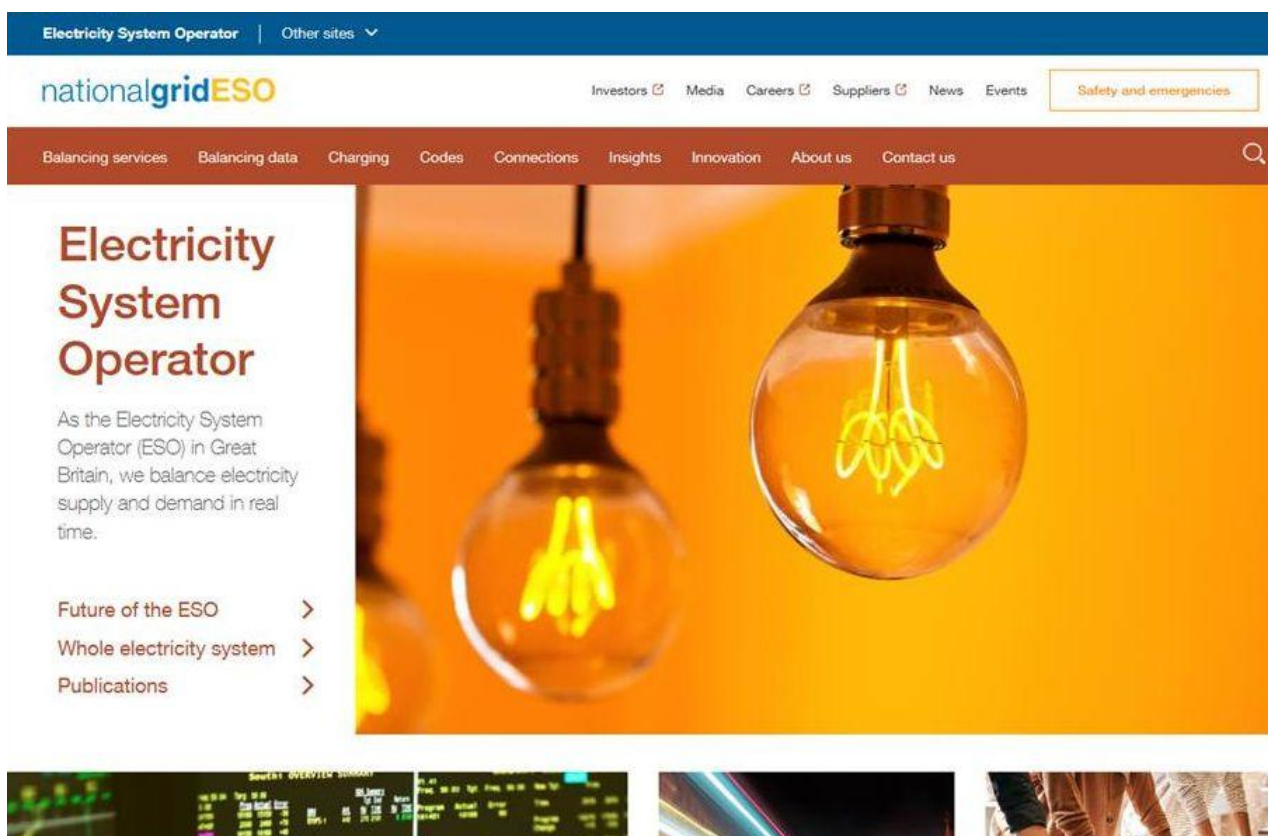 Electricity System Operator
Other sites
nationalgridESO
Investors Media Careers Suppliers News Events Safety and emergencies
Balancing services Balancing data Charging Codes Connections Insights Innovation About us Contact us
Electricity
System
Operator
As the Electricity System
Operator (ESO) in Great
Britain, we balance electricity
supply and demand in real
time.
Future of the ESO
Whole electricity system
Publications
South: OVERVIEW SUMMARY